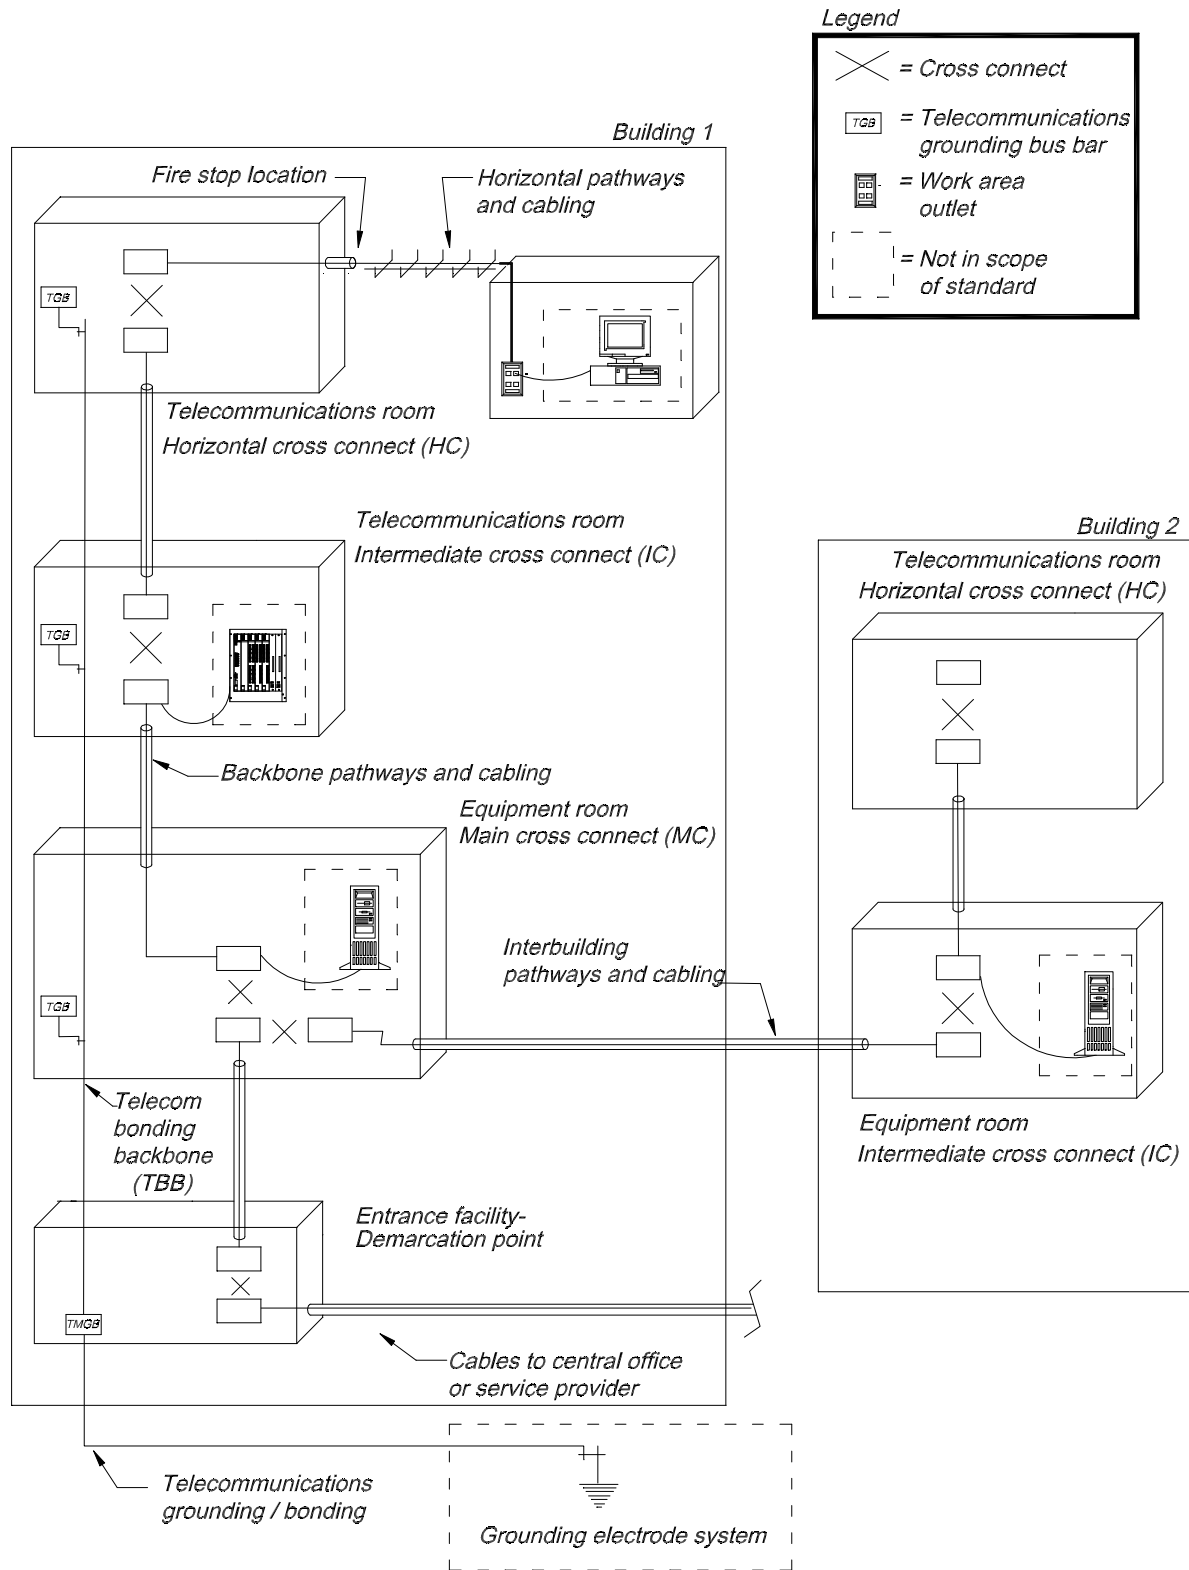 Legend
= Cross connect
TGB
= Telecommunications
grounding bus bar
= Work area
outlet
= Not in scope
of standard
Building 1
Fire stop location
Horizontal pathways
and cabling
TGB
Telecommunications room
Horizontal cross connect (HC)
Telecommunications room
Intermediate cross connect (IC)
TGB
Backbone pathways and cabling
Equipment room
Main cross connect (MC)
TGB
Interbuilding
pathways and cabling
Telecom
bonding
backbone
(TBB)
Entrance facility-
Demarcation point
TMGB
Cables to central office
or service provider
Telecommunications
grounding / bonding
Grounding electrode system
Building 2
Telecommunications room
Horizontal cross connect (HC)
Equipment room
Intermediate cross connect (IC)